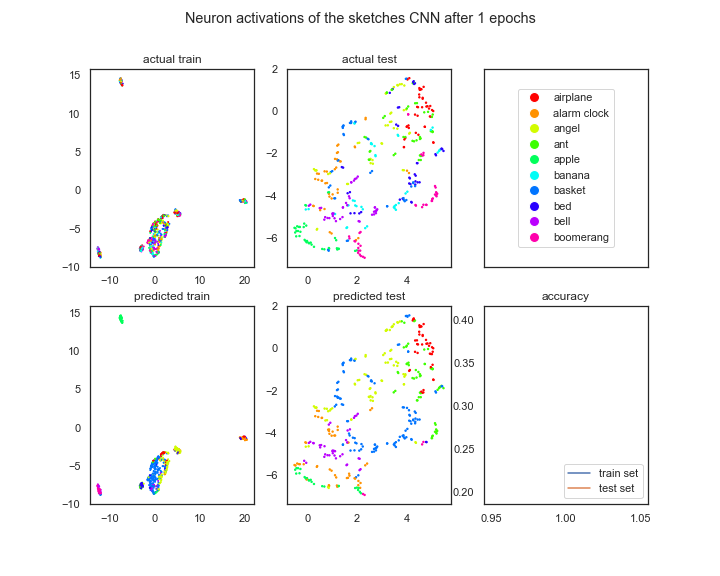 Neuron activations of the sketches CNN after 1 epochs
actual train
15
10
5
0
−5
−10
−10
0
10
20
actual test
2
0
−2
−4
−6
0
2
4
airplane
alarm clock
angel
ant
apple
banana
basket
bed
bell
boomerang
predicted train
15
10
5
0
−5
−10
−10
0
10
20
predicted test
2
0
−2
−4
−6
0
2
4
accuracy
0.40
0.35
0.30
0.25
0.20
0.95
1.00
1.05
train set
test set